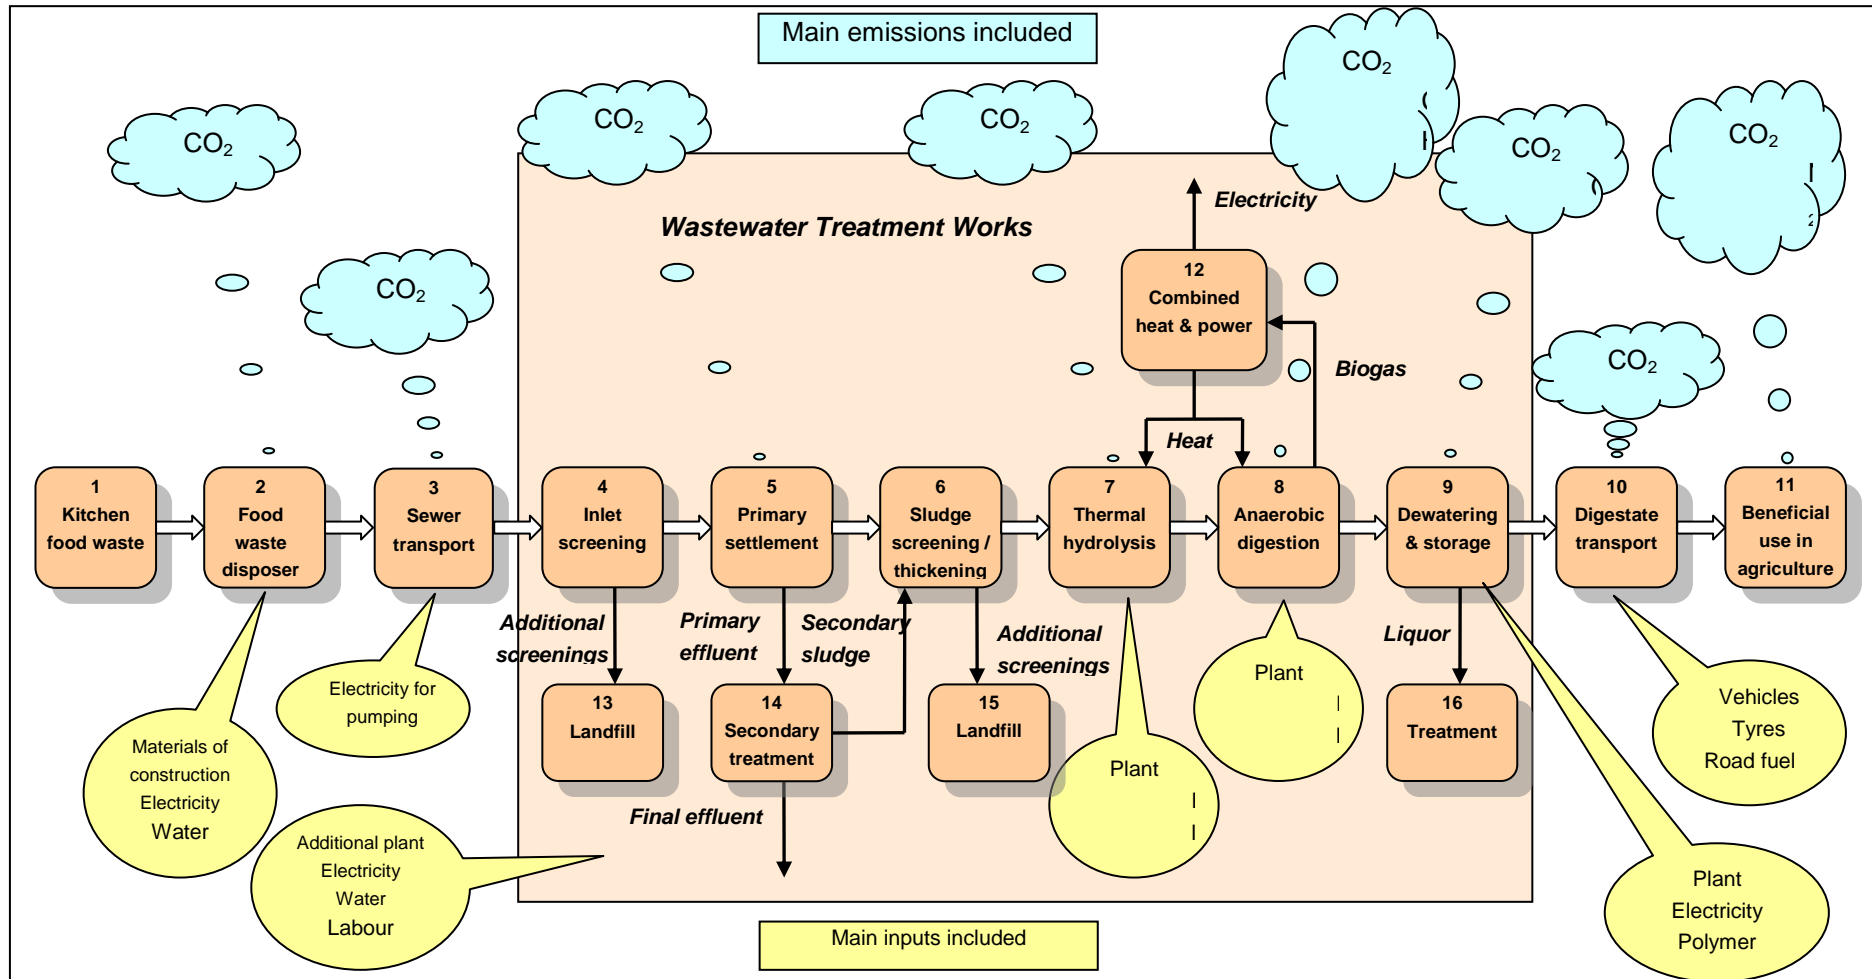 Main emissions included
CO2
CO2
CO2
CO2
CO2
CO2
CO2
CO2
CO2
Wastewater Treatment Works
Electricity
12
Combined
heat & power
Biogas
Heat
1
Kitchen
food waste
2
Food
waste
disposer
3
Sewer
transport
4
Inlet
screening
5
Primary
settlement
6
Sludge
screening /
thickening
7
Thermal
hydrolysis
8
Anaerobic
digestion
9
Dewatering
& storage
10
Digestate
transport
11
Beneficial
use in
agriculture
Additional
screenings
Primary
effluent
Secondary
sludge
Additional
screenings
Liquor
13
Landfill
14
Secondary
treatment
15
Landfill
16
Treatment
Final effluent
Materials of
construction
Electricity
Water
Electricity for
pumping
Additional plant
Electricity
Water
Labour
Plant
Plant
Vehicles
Tyres
Road fuel
Plant
Electricity
Polymer
Main inputs included